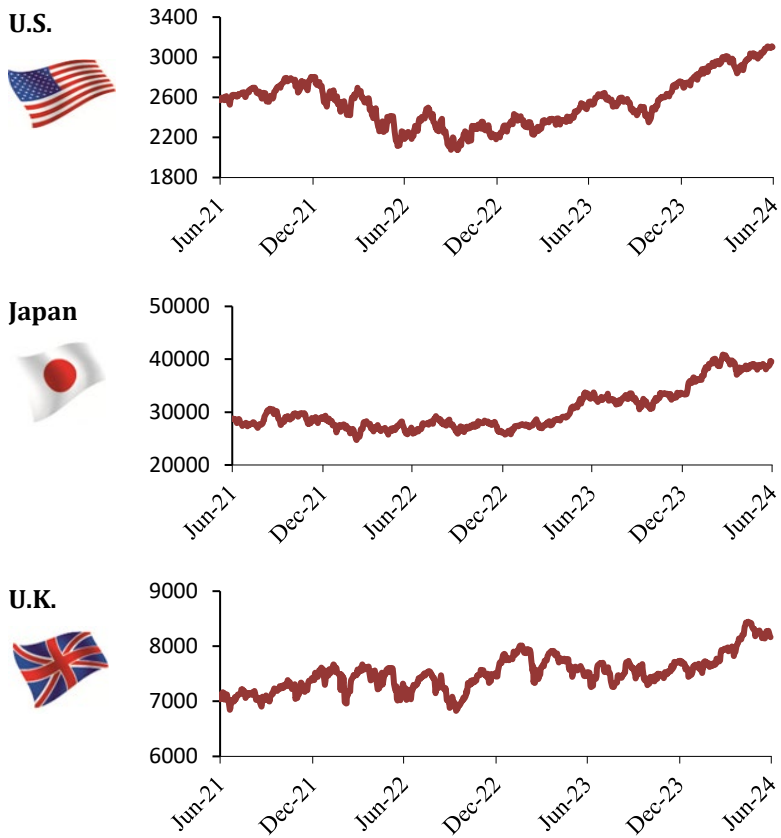 U.S.
3400
3000
2600
2200
1800
Jun-21
Dec-21
Jun-22
Dec-22
Jun-23
Dec-23
Jun-24
Japan
50000
40000
30000
20000
Jun-21
Dec-21
Jun-22
Dec-22
Jun-23
Dec-23
Jun-24
U.K.
9000
8000
7000
6000
Jun-21
Dec-21
Jun-22
Dec-22
Jun-23
Dec-23
Jun-24